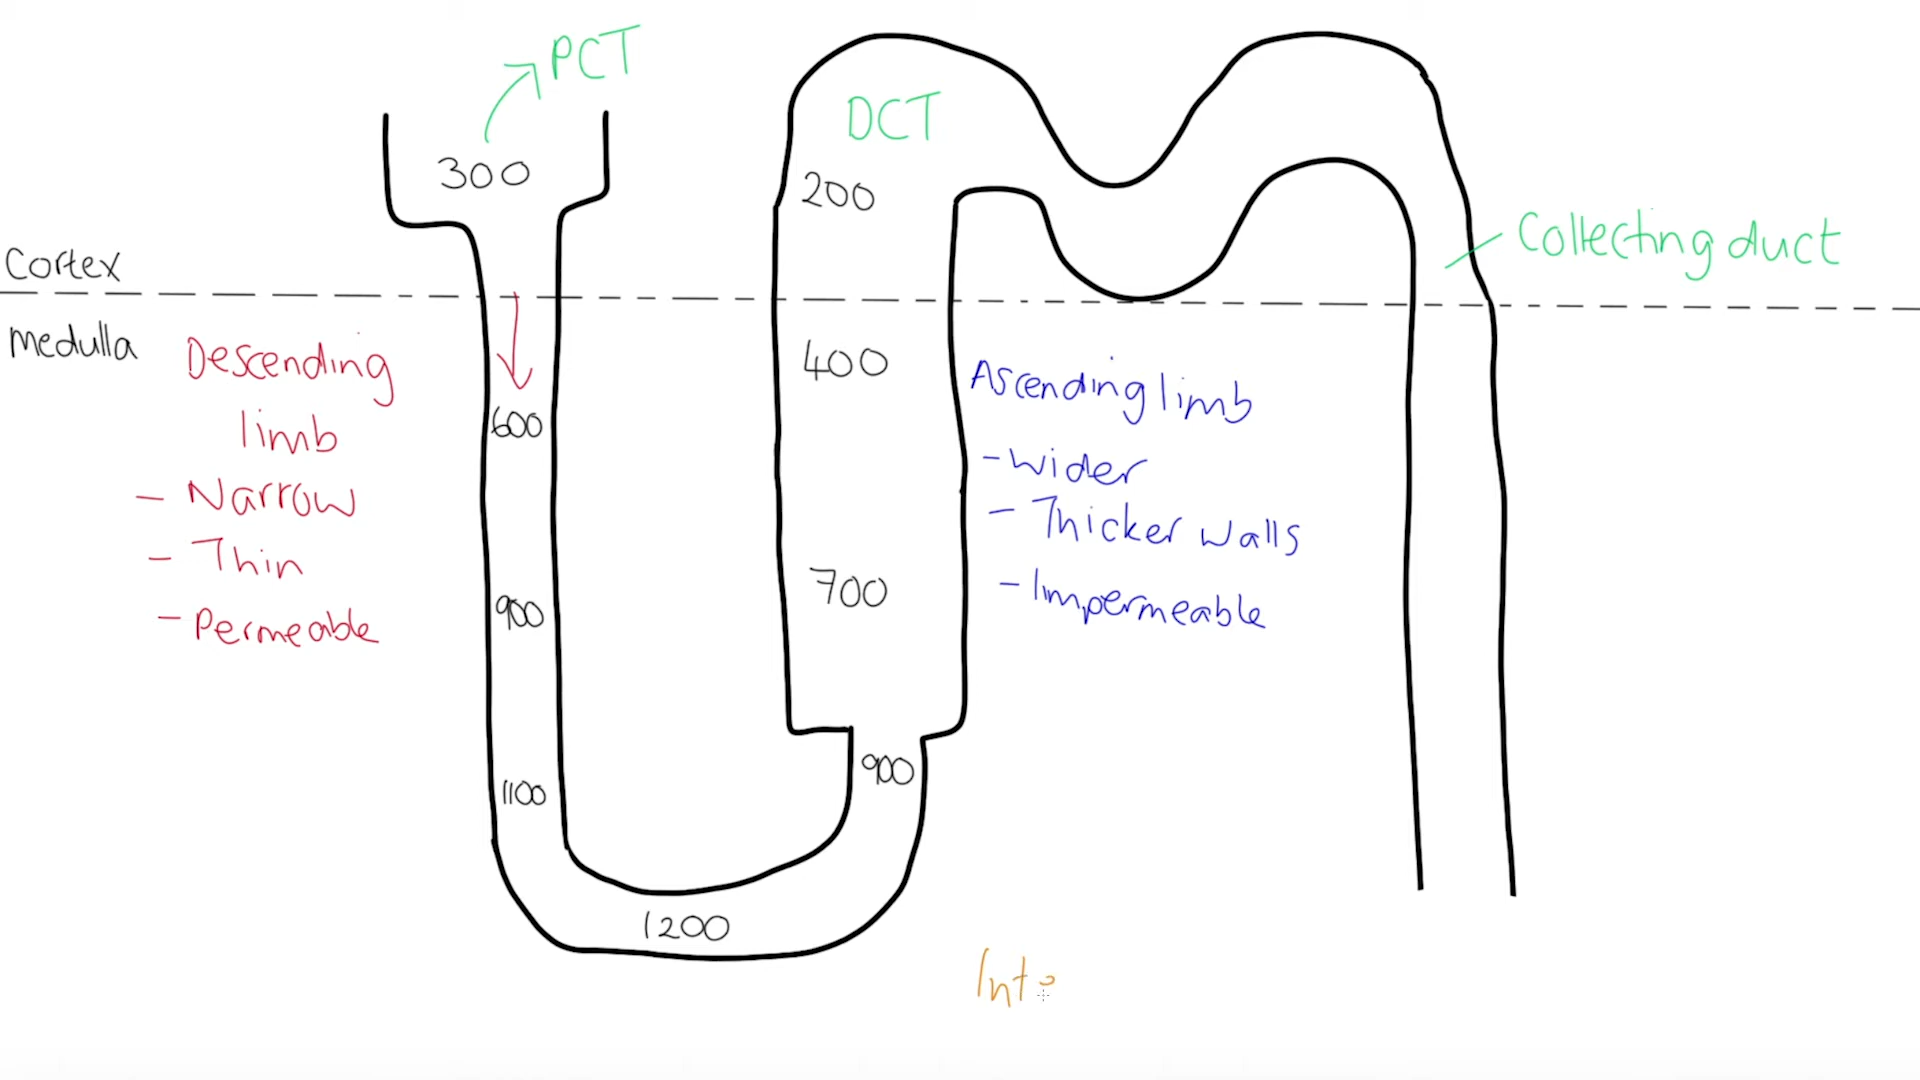 PCT
300
DCT
200
Collecting duct
Cortex
medulla
Descending
limb
- Narrow
- Thin
- Permeable
600
900
1100
1200
900
700
400
Ascending limb
- wider
- Thicker walls
- Impermeable
Int